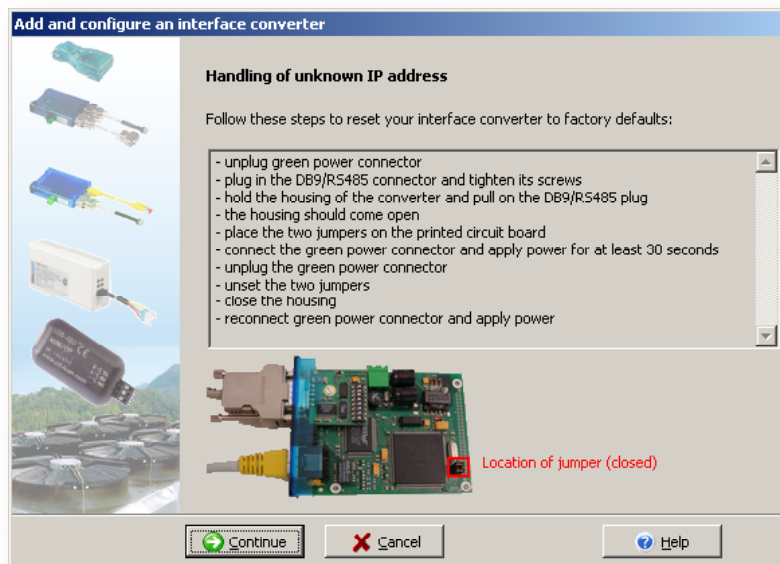 Add and configure an interface converter
Handling of unknown IP address
Follow these steps to reset your interface converter to factory defaults:
- unplug green power connector
- plug in the DB9/RS485 connector and tighten its screws
- hold the housing of the converter and pull on the DB9/RS485 plug
- the housing should come open
- place the two jumpers on the printed circuit board
- connect the green power connector and apply power for at least 30 seconds
- unplug the green power connector
- unset the two jumpers
- close the housing
- reconnect green power connector and apply power
Location of jumper (closed)
Continue
Cancel
Help